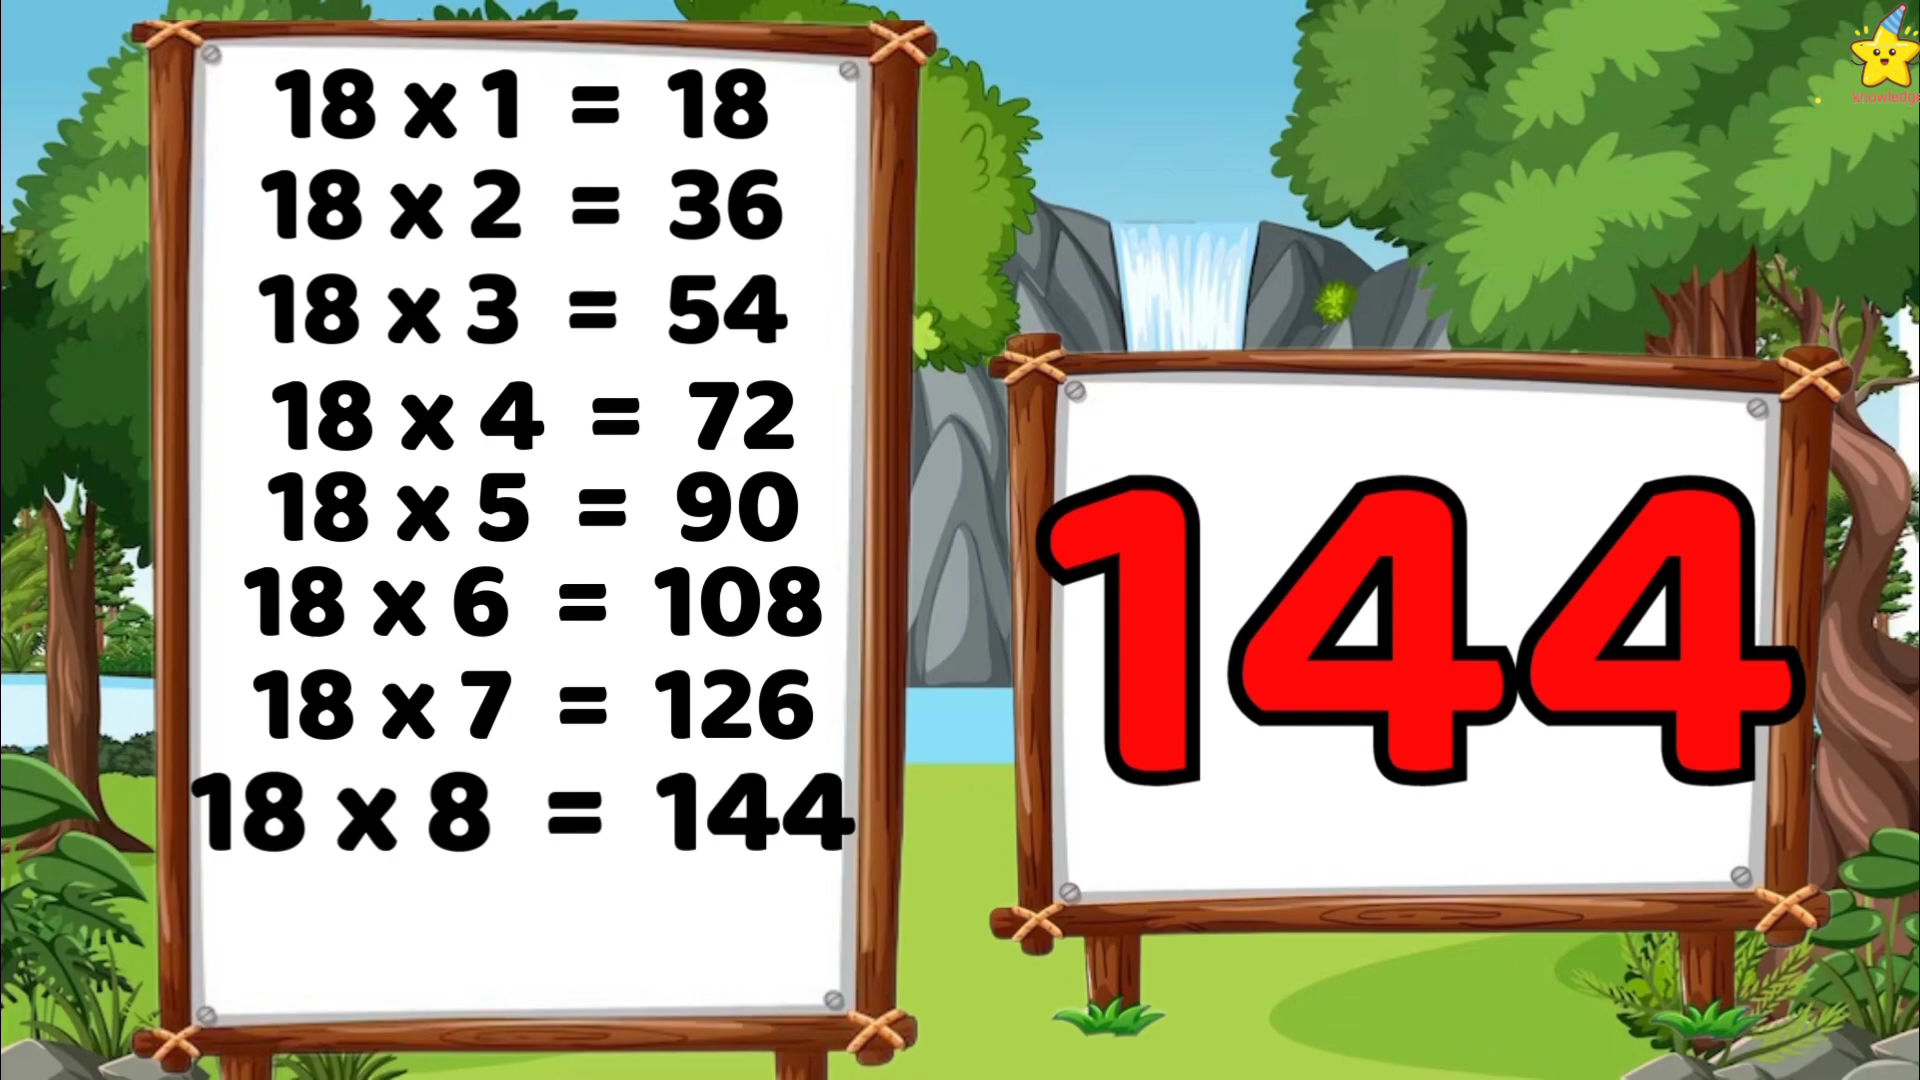 18 x 1 = 18
18 x 2 = 36
18 x 3 = 54
18 x 4 = 72
18 x 5 = 90
18 x 6 = 108
18 x 7 = 126
18 x 8 = 144
144